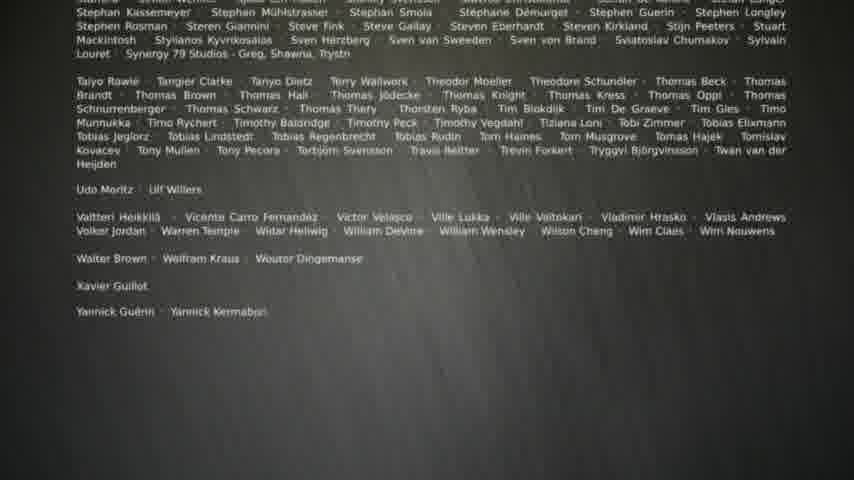 Stephan Kassemeyer · Stephan Mühlstrasser · Stephan Smola · Stéphane Démurget · Stephen Guerin · Stephen Longley
Stephen Rosman · Steren Giannini · Steve Fink · Steve Gallay · Steven Eberhardt · Steven Kirkland · Stijn Peeters · Stuart
Mackintosh · Stylianos Kyvrikosaios · Sven Herzberg · Sven van Sweeden · Sven von Brand · Sviatoslav Chumakov · Sylvain
Louret · Synergy 79 Studios - Greg, Shawna, Trystn
Taiyo Rawle · Tangier Clarke · Tanyo Dietz · Terry Wallwork · Theodor Moeller · Theodore Schundler · Thomas Beck · Thomas
Brandt · Thomas Brown · Thomas Hall · Thomas Jödecke · Thomas Knight · Thomas Kress · Thomas Oppl · Thomas
Schnurrenberger · Thomas Schwarz · Thomas Thery · Thorsten Ryba · Tim Blokdijk · Tim De Graeve · Tim Gles · Timo
Munnukka · Timo Rychert · Timothy Baldridge · Timothy Peck · Timothy Vegdahl · Tiziana Loni · Tobi Zimmer · Tobias Elixmann
Tobias Jeglorz · Tobias Lindstedt · Tobias Regenbrecht · Tobias Rudin · Tom Haines · Tom Musgrove · Tomas Hajek · Tomislav
Kovacev · Tony Mullen · Tony Pecora · Torbjörn Svensson · Travis Reitter · Trevin Forkert · Tryggvi Björgvinsson · Twan van der
Heijden
Udo Moritz · Ulf Willers
Valtteri Heikkilä · Vicente Carro Fernandez · Victor Velasco · Ville Lukka · Ville Valtokari · Vladimir Hrasko · Vlasis Andrews
Volker Jordan · Warren Temple · Widar Hellwig · William DeVine · William Wensley · Wilson Cheng · Wim Claes · Wim Nouwens
Walter Brown · Wolfram Kraus · Wouter Dingemanse
Xavier Guillot
Yannick Guérin · Yannick Kermabon